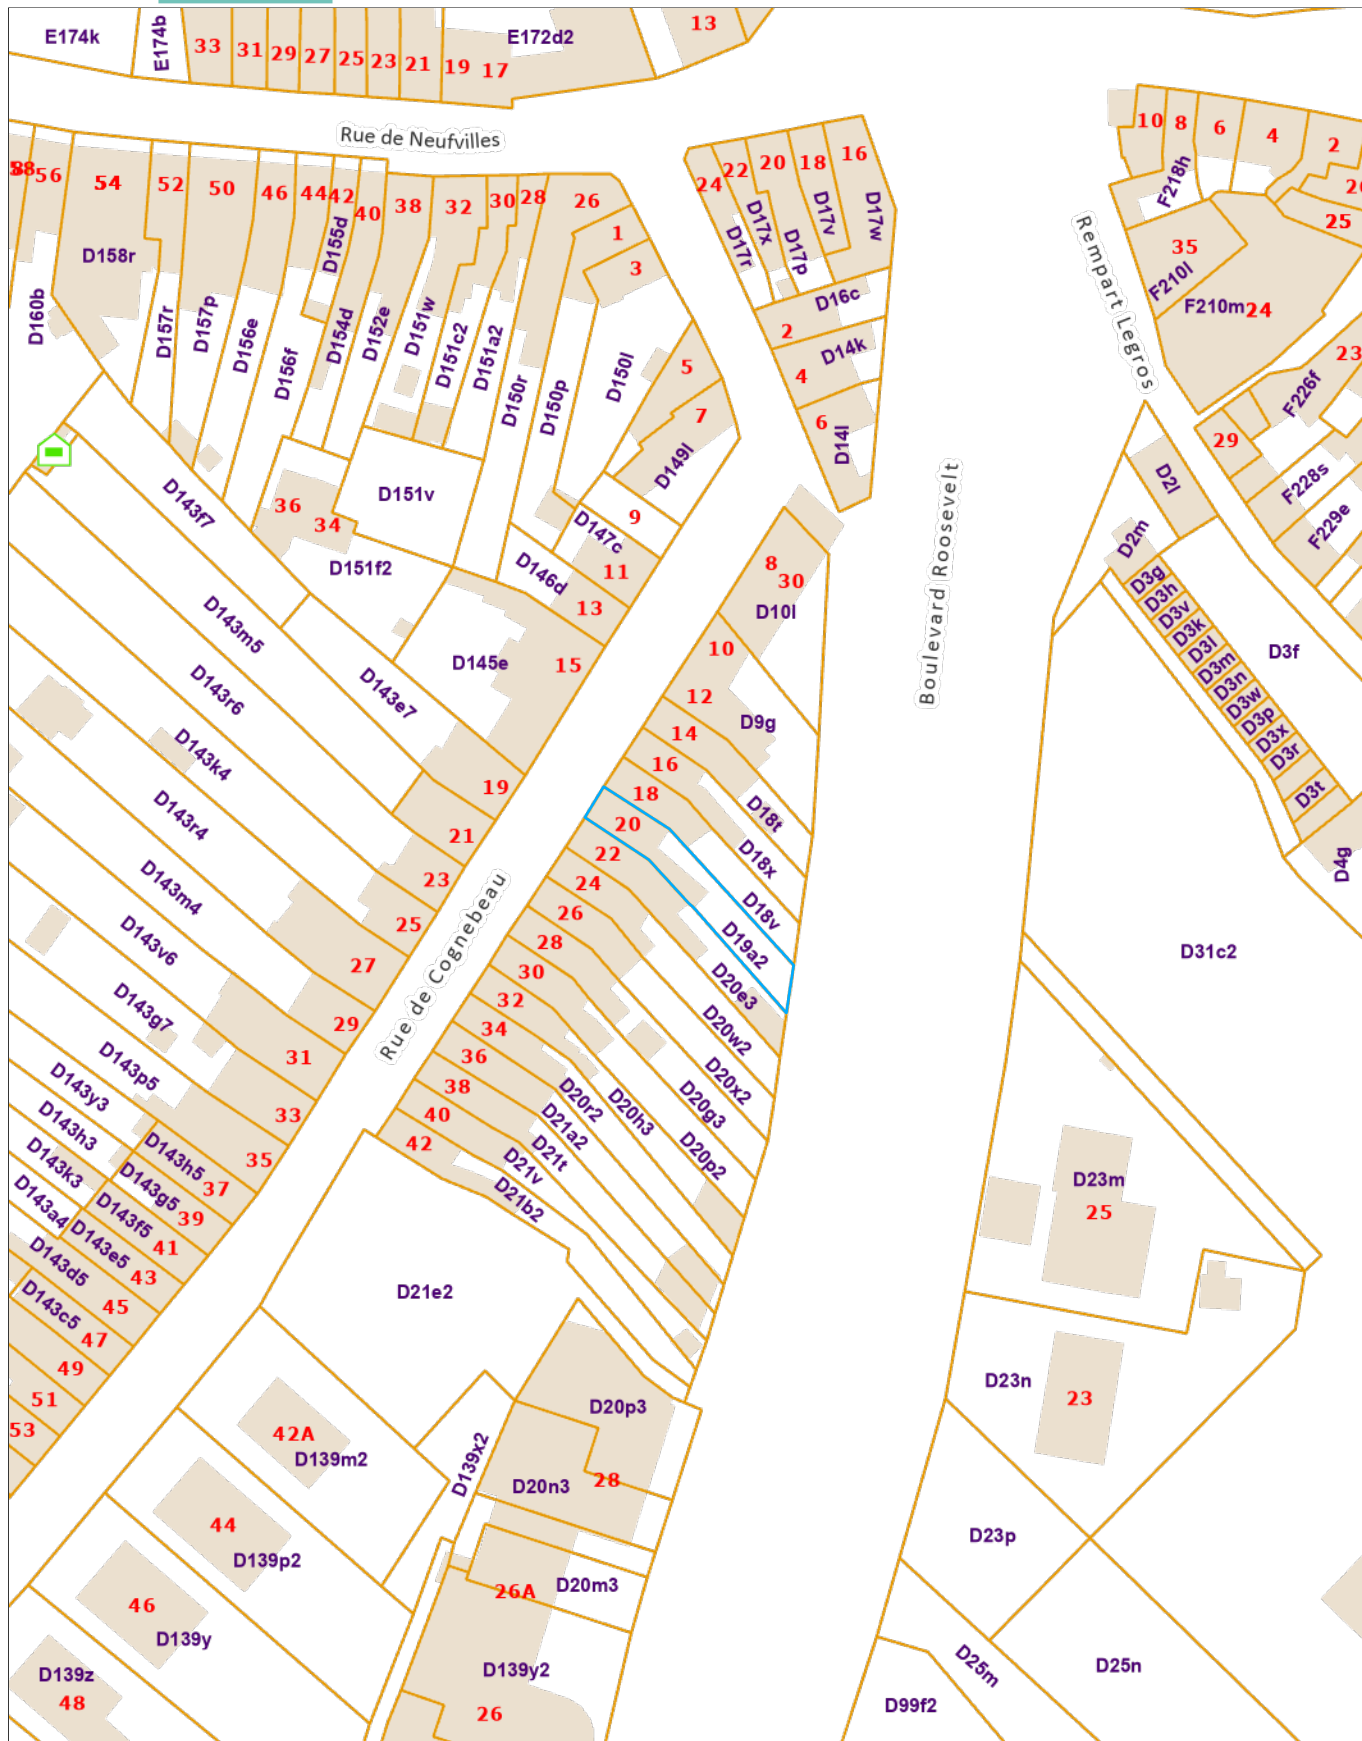 E174k
E174b
33
31
29
27
25
23
21
19
17
E172d2
13
Rue de Neufvilles
58
56
54
52
50
46
44
42
40
38
32
30
28
26
1
3
24
22
20
18
16
D17r
D17x
D17p
D17v
D17w
10
8
6
4
2
F218h
25
35
F210l
F210m
24
Rempart Legros
D160b
D158r
D157r
D157p
D156e
D156f
D155d
D154d
D152e
D151w
D151c2
D151a2
D150r
D150p
D150l
5
7
D149l
2
D16c
4
D14k
6
D14l
23
F226f
29
F228s
F229e
D143f7
36
34
D151v
D151f2
9
D147c
11
D146d
13
Boulevard Roosevelt
D2l
D2m
D3g
D3h
D3v
D3k
D3l
D3m
D3n
D3w
D3p
D3x
D3r
D3t
D3f
D4g
8
30
D10l
10
12
D9g
14
16
18
20
22
24
26
28
30
32
34
36
38
40
42
D18t
D18x
D18v
D19a2
D20e3
D20w2
D20x2
D20g3
D20p2
D20h3
D20r2
D21a2
D21t
D21v
D21b2
D143m5
D143r6
D143e7
D145e
15
D143k4
D143r4
D143m4
D143v6
D143g7
D143p5
D143y3
D143h3
D143k3
D143a4
D143d5
D143c5
19
21
23
25
27
29
31
33
35
D143h5
37
D143g5
39
D143f5
41
D143e5
43
45
47
49
51
53
Rue de Cognebeau
D31c2
D23m
25
D23n
23
D23p
D25m
D25n
D99f2
D21e2
42A
D139m2
D139x2
44
D139p2
46
D139y
D139z
48
D20p3
D20n3
28
D20m3
26A
D139y2
26